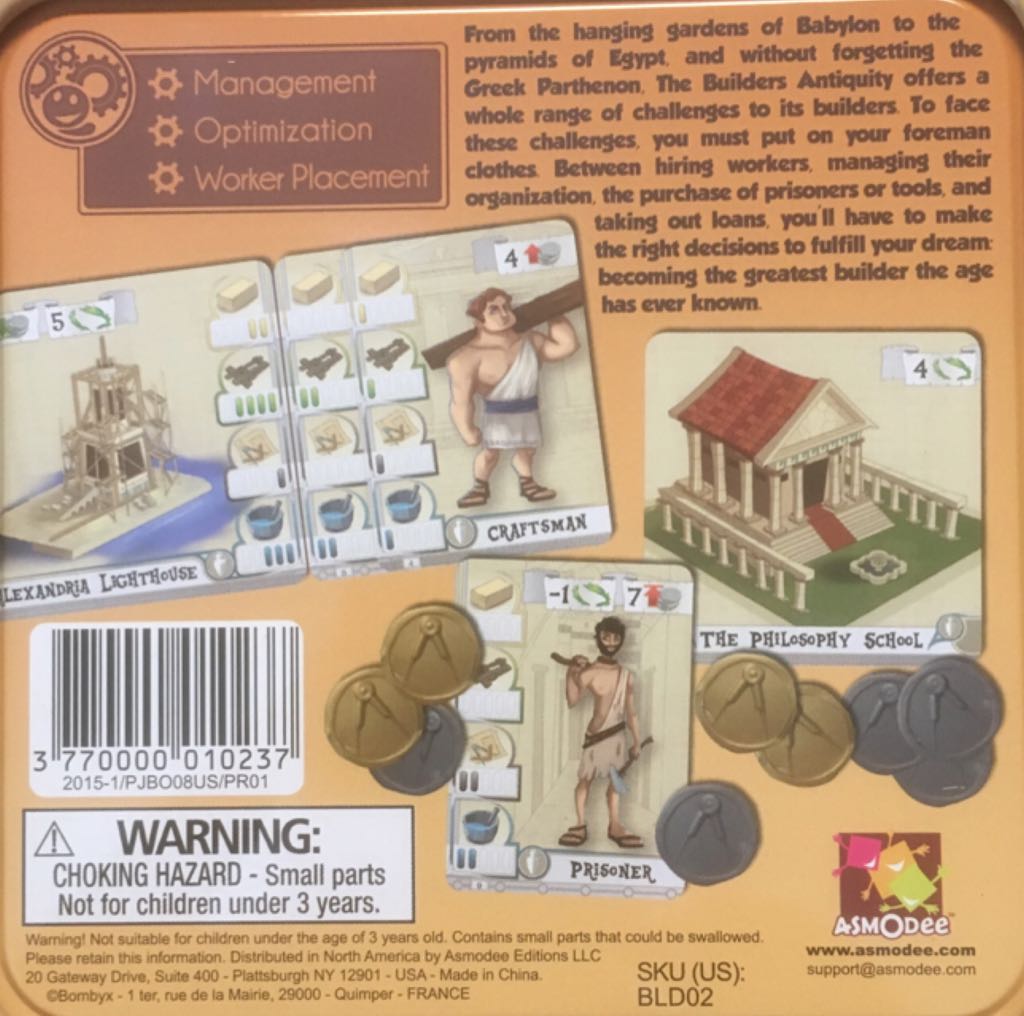 From the hanging gardens of Babylon to the
pyramids of Egypt, and without forgetting the
Greek Parthenon, The Builders Antiquity offers a
whole range of challenges to its builders. To face
these challenges, you must put on your foreman
clothes. Between hiring workers, managing their
organization, the purchase of prisoners or tools, and
taking out loans, you'll have to make
the right decisions to fulfill your dream:
becoming the greatest builder the age
has ever known.
Management
Optimization
Worker Placement
5
4
CRAFTSMAN
LEXANDRIA LIGHTHOUSE
4
THE PHILOSOPHY SCHOOL
-1 7
PRISONER
3 770000 010237
2015-1/PJBO08US/PR01
WARNING:
CHOKING HAZARD - Small parts
Not for children under 3 years.
Warning! Not suitable for children under the age of 3 years old. Contains small parts that could be swallowed.
Please retain this information. Distributed in North America by Asmodee Editions LLC
20 Gateway Drive, Suite 400 - Plattsburgh NY 12901 - USA - Made in China.
©Bombyx - 1 ter, rue de la Mairie, 29000 - Quimper - FRANCE
SKU (US):
BLD02
ASMODEE
www.asmodee.com
support@asmodee.com